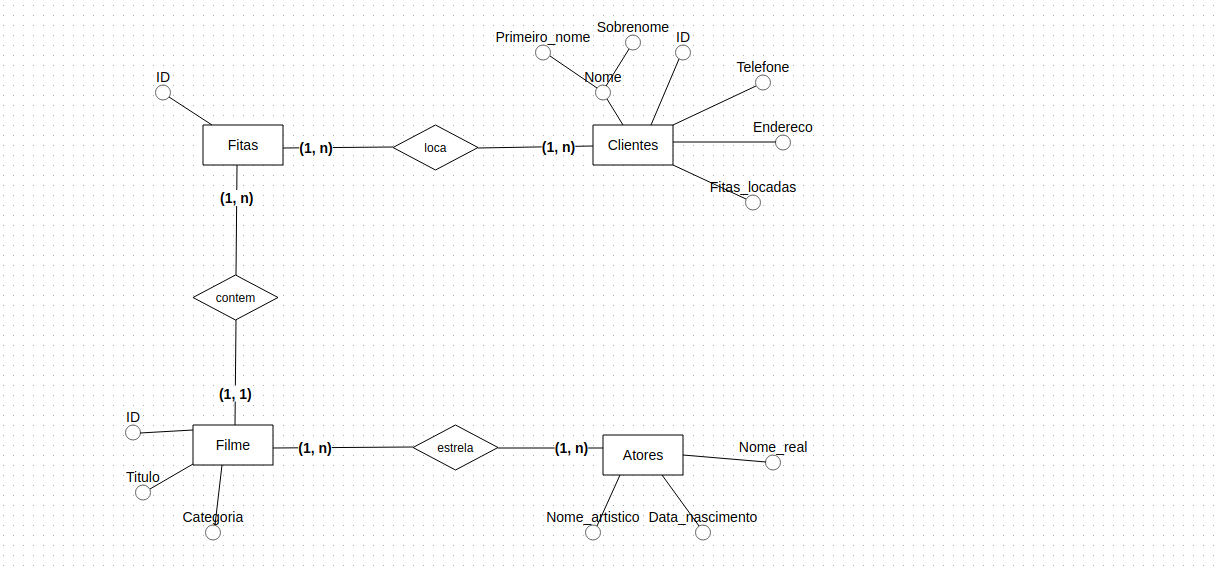 Sobrenome
Primeiro_nome
ID
Telefone
ID
Nome
Endereco
Fitas
(1, n)
loca
(1, n)
Clientes
Fitas_locadas
(1, n)
contem
(1, 1)
ID
Filme
(1, n)
estrela
(1, n)
Atores
Nome_real
Titulo
Categoria
Nome_artistico
Data_nascimento